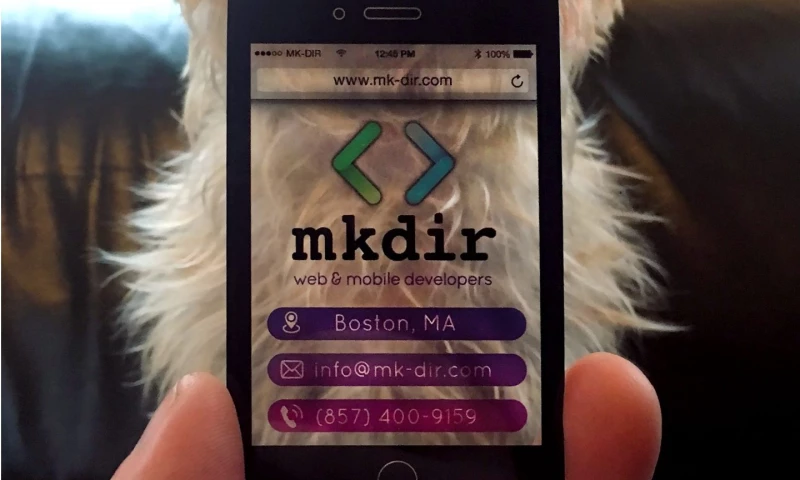 ●●●●○ MK-DIR 12:45 PM 100%
www.mk-dir.com
< >
mkdir
web & mobile developers
Boston, MA
info@mk-dir.com
(857) 400-9159